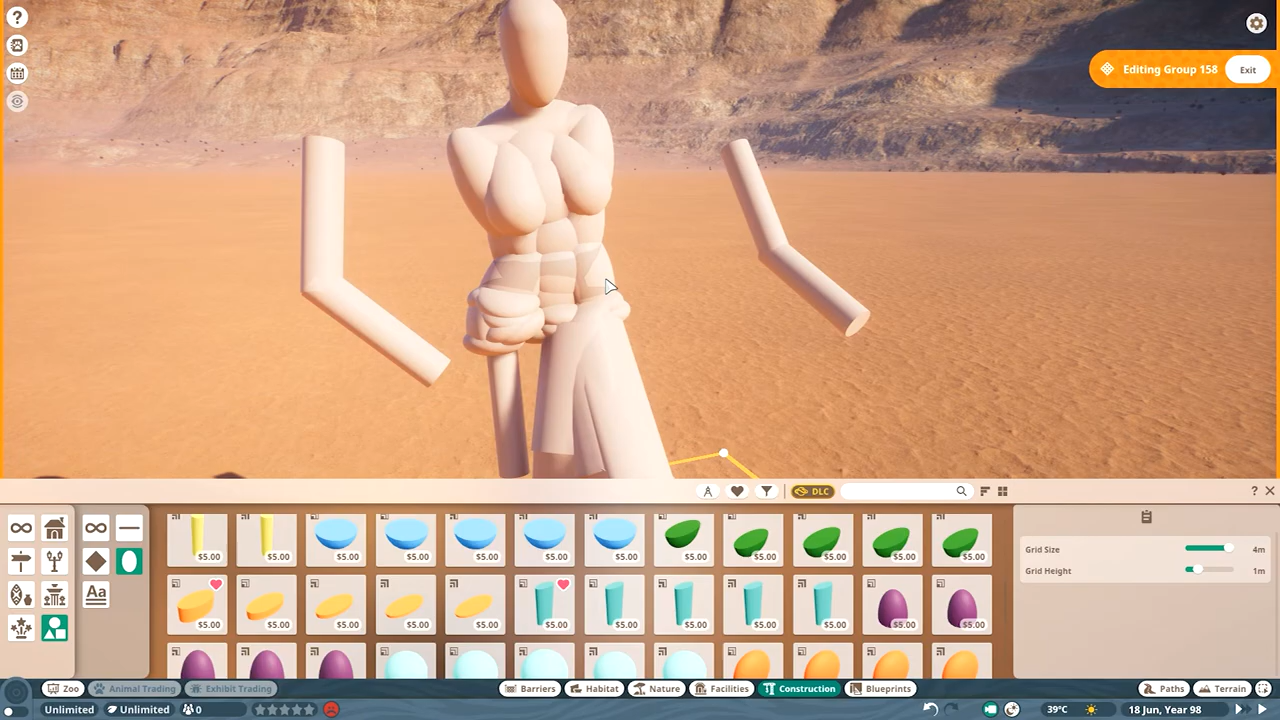 ?
Editing Group 158
Exit
DLC
?
$5.00 $5.00 $5.00 $5.00 $5.00 $5.00 $5.00 $5.00 $5.00 $5.00 $5.00 $5.00
$5.00 $5.00 $5.00 $5.00 $5.00 $5.00 $5.00 $5.00 $5.00 $5.00 $5.00 $5.00
Aa
Grid Size 4m
Grid Height 1m
Zoo Animal Trading Exhibit Trading Barriers Habitat Nature Facilities Construction Blueprints Paths Terrain
Unlimited Unlimited 0 39°C 18 Jun, Year 98